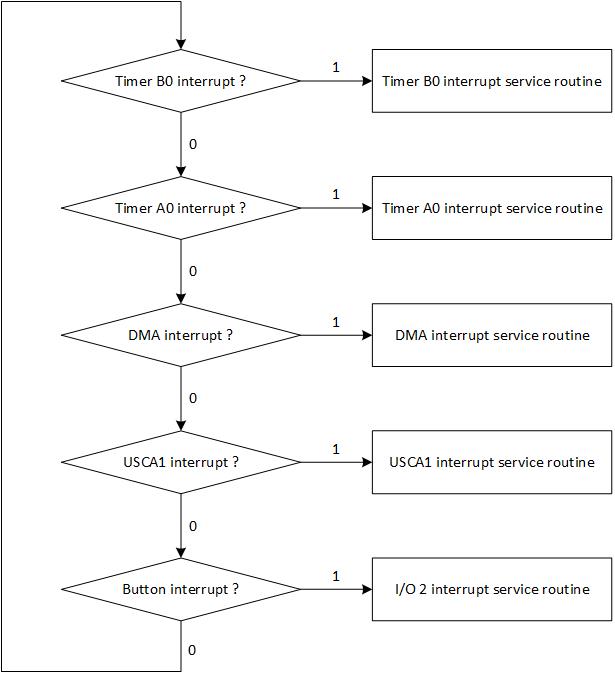 Timer B0 interrupt ?
1
Timer B0 interrupt service routine
0
Timer A0 interrupt ?
1
Timer A0 interrupt service routine
0
DMA interrupt ?
1
DMA interrupt service routine
0
USCA1 interrupt ?
1
USCA1 interrupt service routine
0
Button interrupt ?
1
I/O 2 interrupt service routine
0